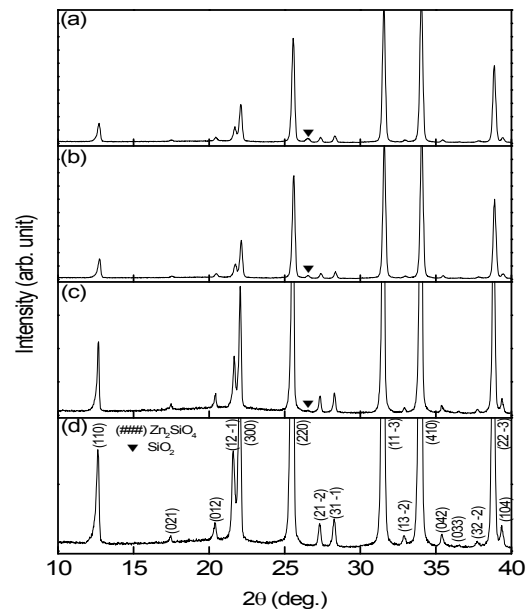 (a)
(b)
(c)
(d)
(####) Zn₂SiO₄
▼ SiO₂
(110)
(021)
(012)
(12 -1)
(300)
(220)
(21 -2)
(31 -1)
(11 -3)
(13 -2)
(410)
(042)
(033)
(32 -2)
(22 -3)
(104)
10 15 20 25 30 35 40
2θ (deg.)
Intensity (arb. unit)